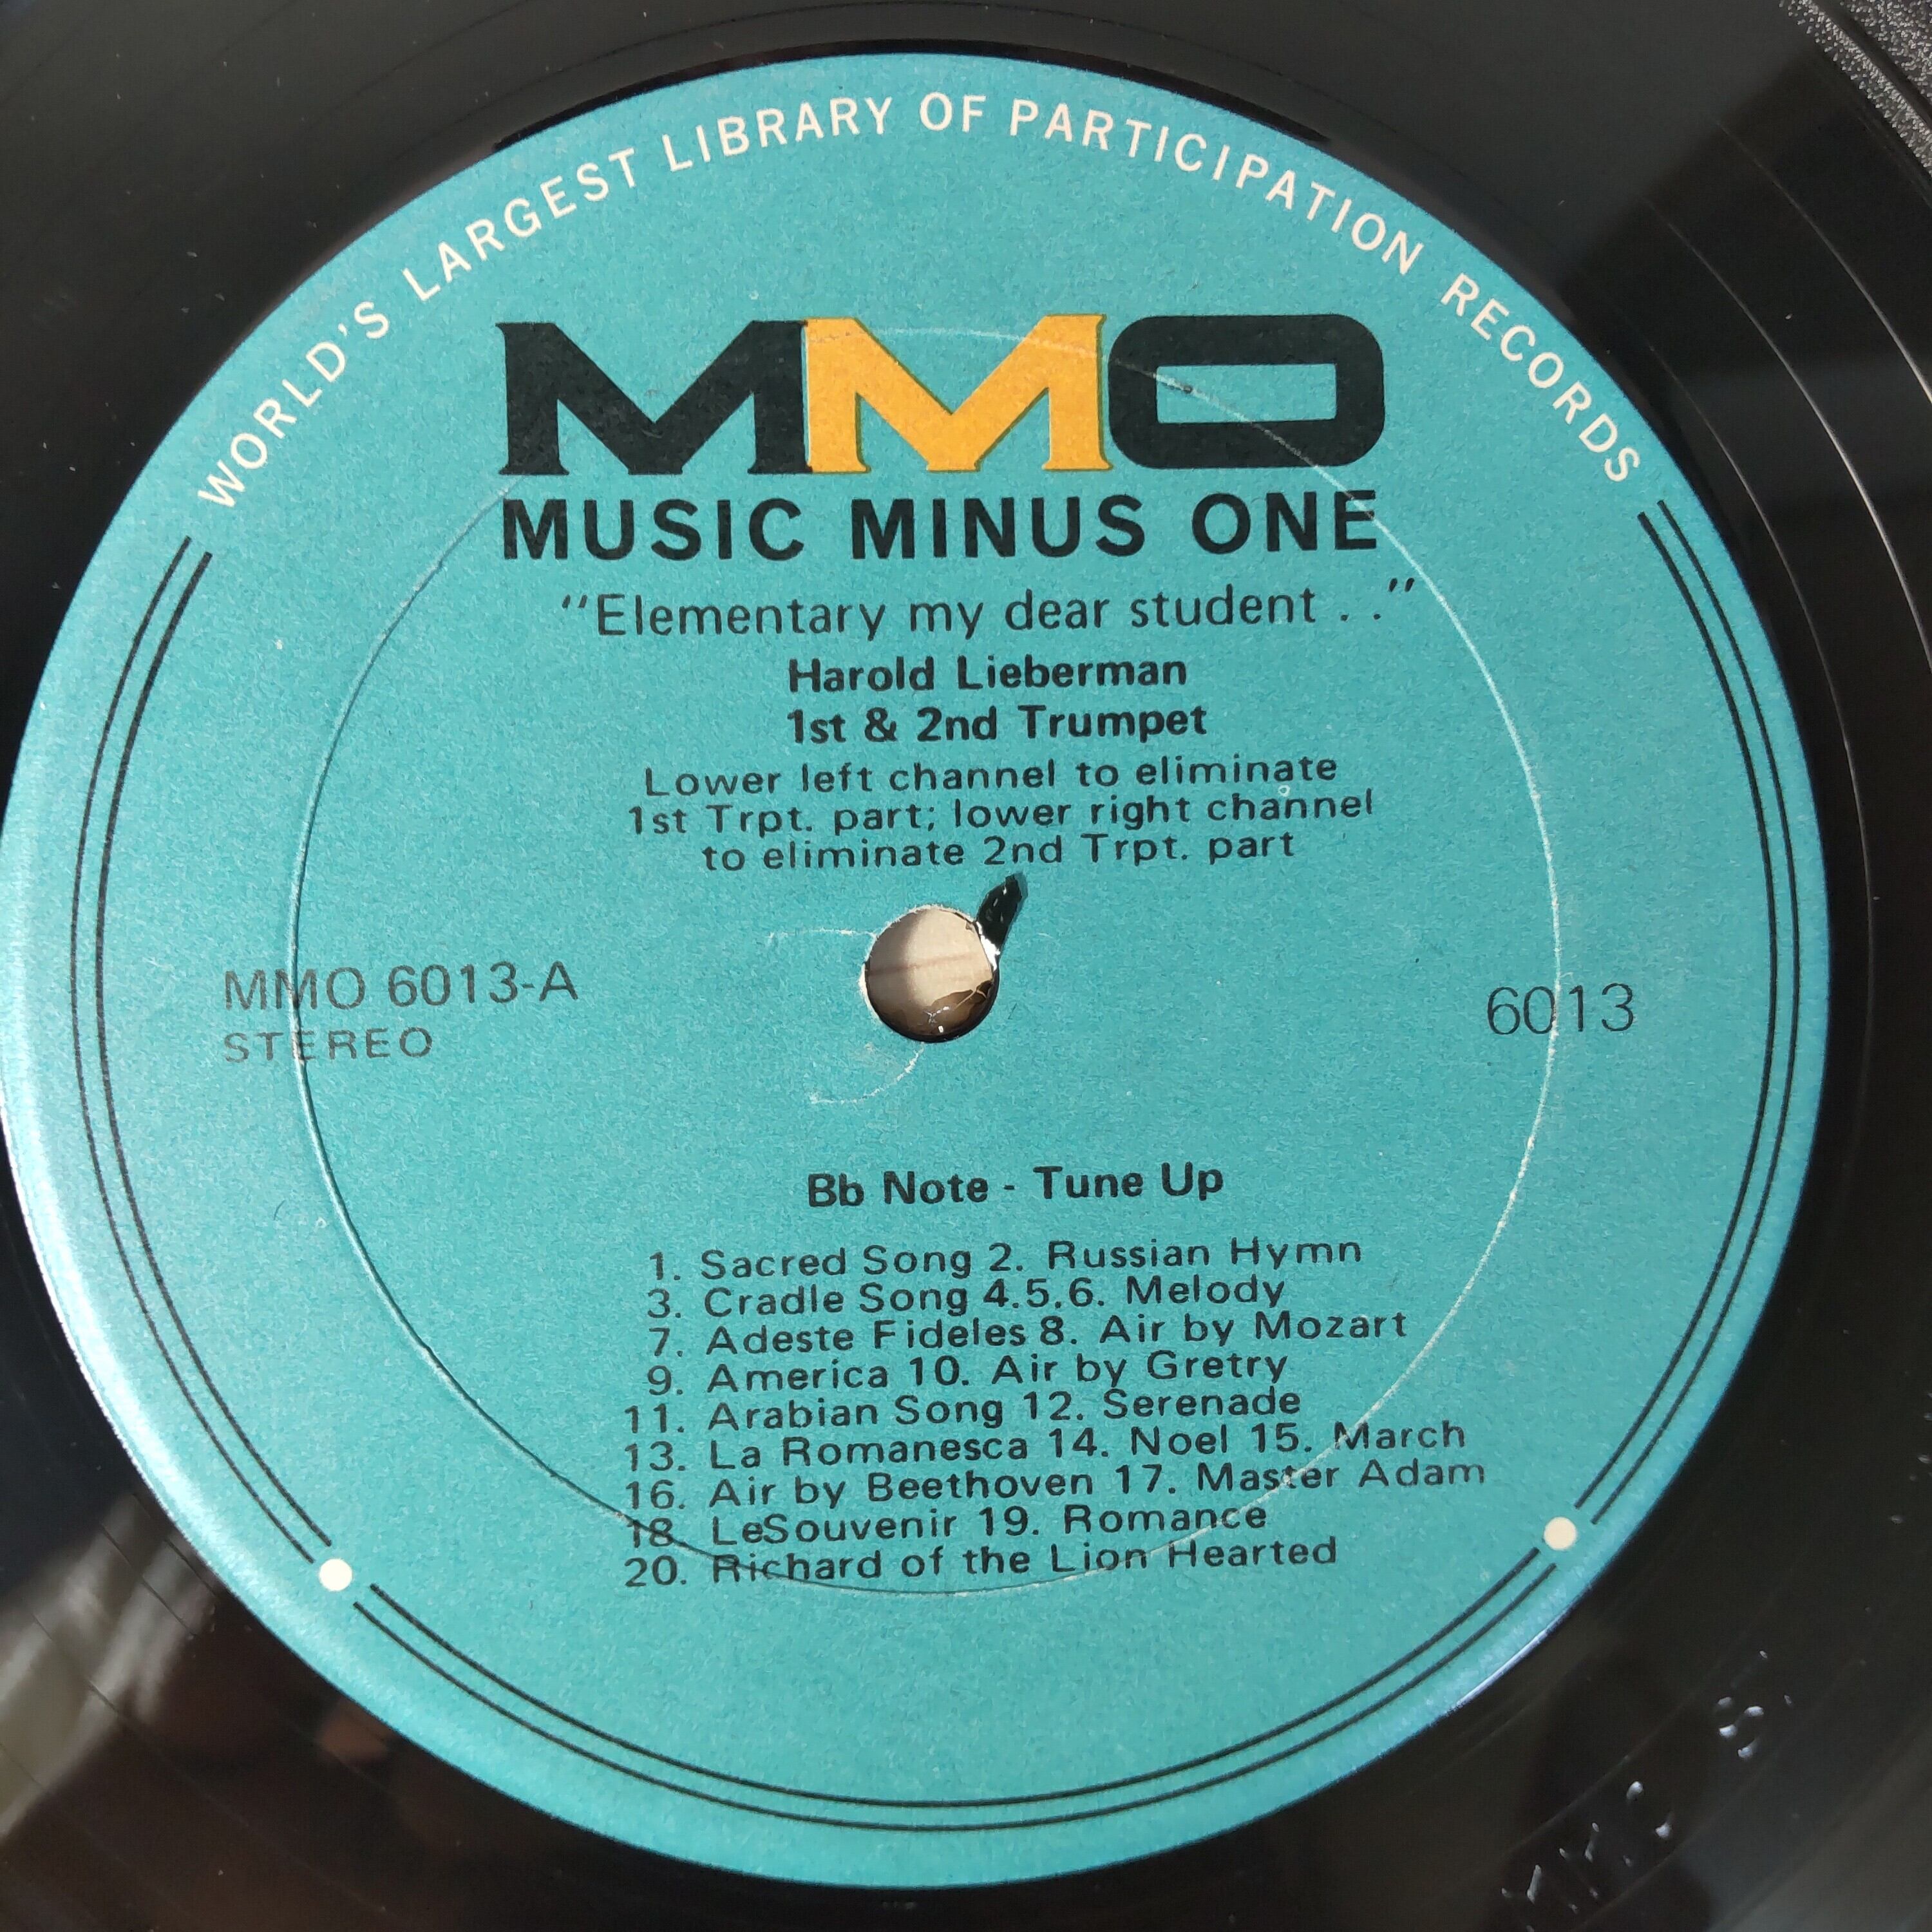 WORLD'S LARGEST LIBRARY OF PARTICIPATION RECORDS
MMO
MUSIC MINUS ONE
"Elementary my dear student . ."
Harold Lieberman
1st & 2nd Trumpet
Lower left channel to eliminate
1st Trpt. part; lower right channel
to eliminate 2nd Trpt. part
MMO 6013-A
STEREO
6013
Bb Note - Tune Up
1. Sacred Song 2. Russian Hymn
3. Cradle Song 4.5.6. Melody
7. Adeste Fideles 8. Air by Mozart
9. America 10. Air by Gretry
11. Arabian Song 12. Serenade
13. La Romanesca 14. Noel 15. March
16. Air by Beethoven 17. Master Adam
18. LeSouvenir 19. Romance
20. Richard of the Lion Hearted